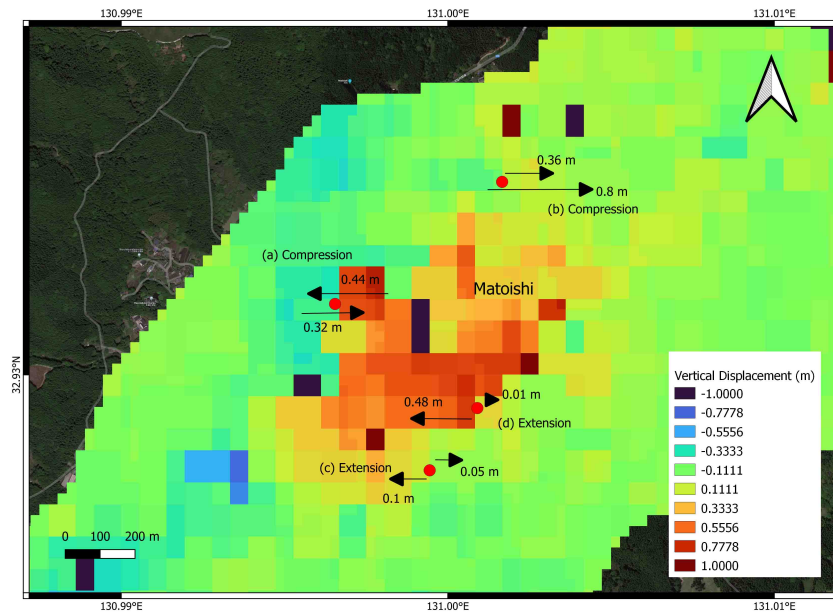 130.99°E
131.00°E
131.01°E
0.36 m
0.8 m
(b) Compression
(a) Compression
0.44 m
Matoishi
0.32 m
32.93°N
Vertical Displacement (m)
-1.0000
-0.7778
-0.5556
-0.3333
-0.1111
0.1111
0.3333
0.5556
0.7778
1.0000
0.48 m
0.01 m
(d) Extension
(c) Extension
0.05 m
0.1 m
0 100 200 m
130.99°E
131.00°E
131.01°E